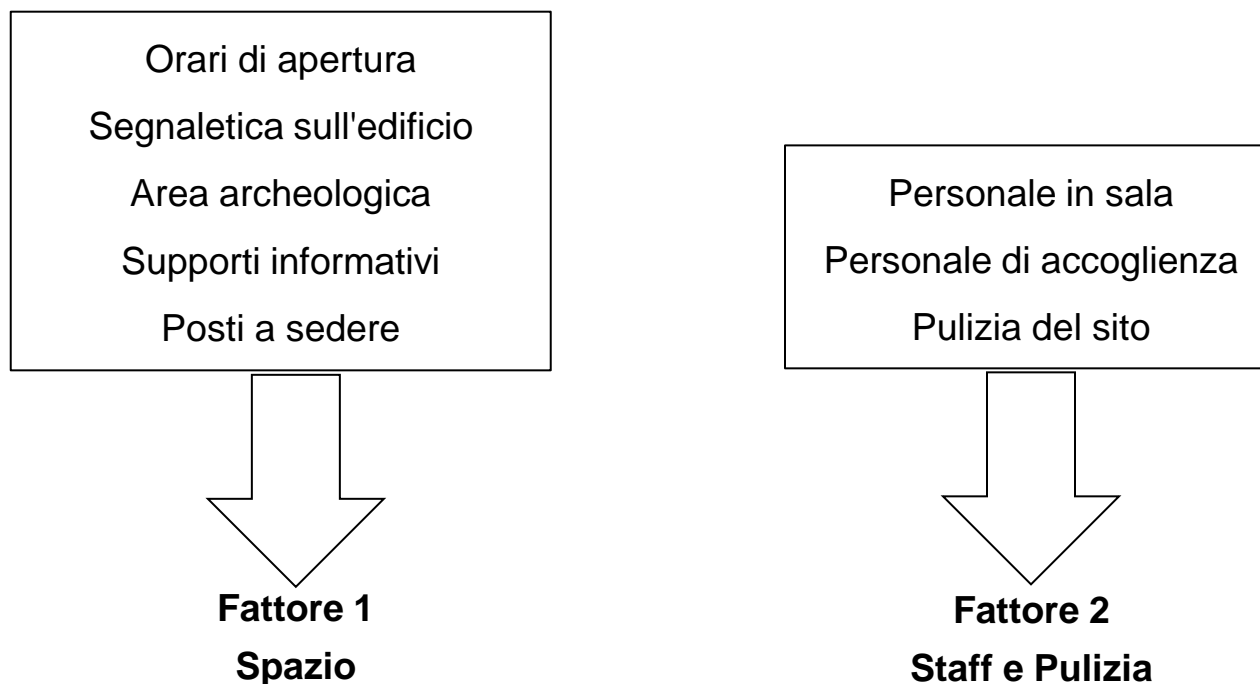 Orari di apertura
Segnaletica sull'edificio
Area archeologica
Supporti informativi
Posti a sedere
Fattore 1
Spazio
Personale in sala
Personale di accoglienza
Pulizia del sito
Fattore 2
Staff e Pulizia